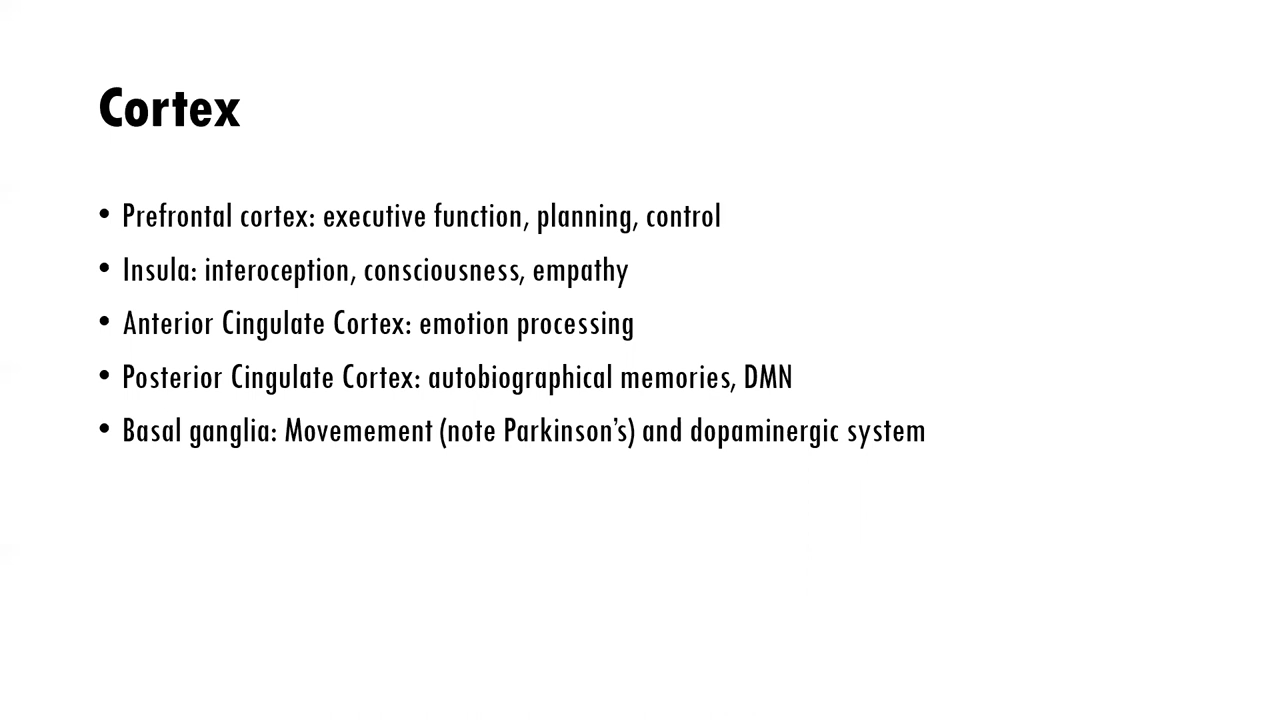 Cortex
• Prefrontal cortex: executive function, planning, control
• Insula: interoception, consciousness, empathy
• Anterior Cingulate Cortex: emotion processing
• Posterior Cingulate Cortex: autobiographical memories, DMN
• Basal ganglia: Movemement (note Parkinson’s) and dopaminergic system